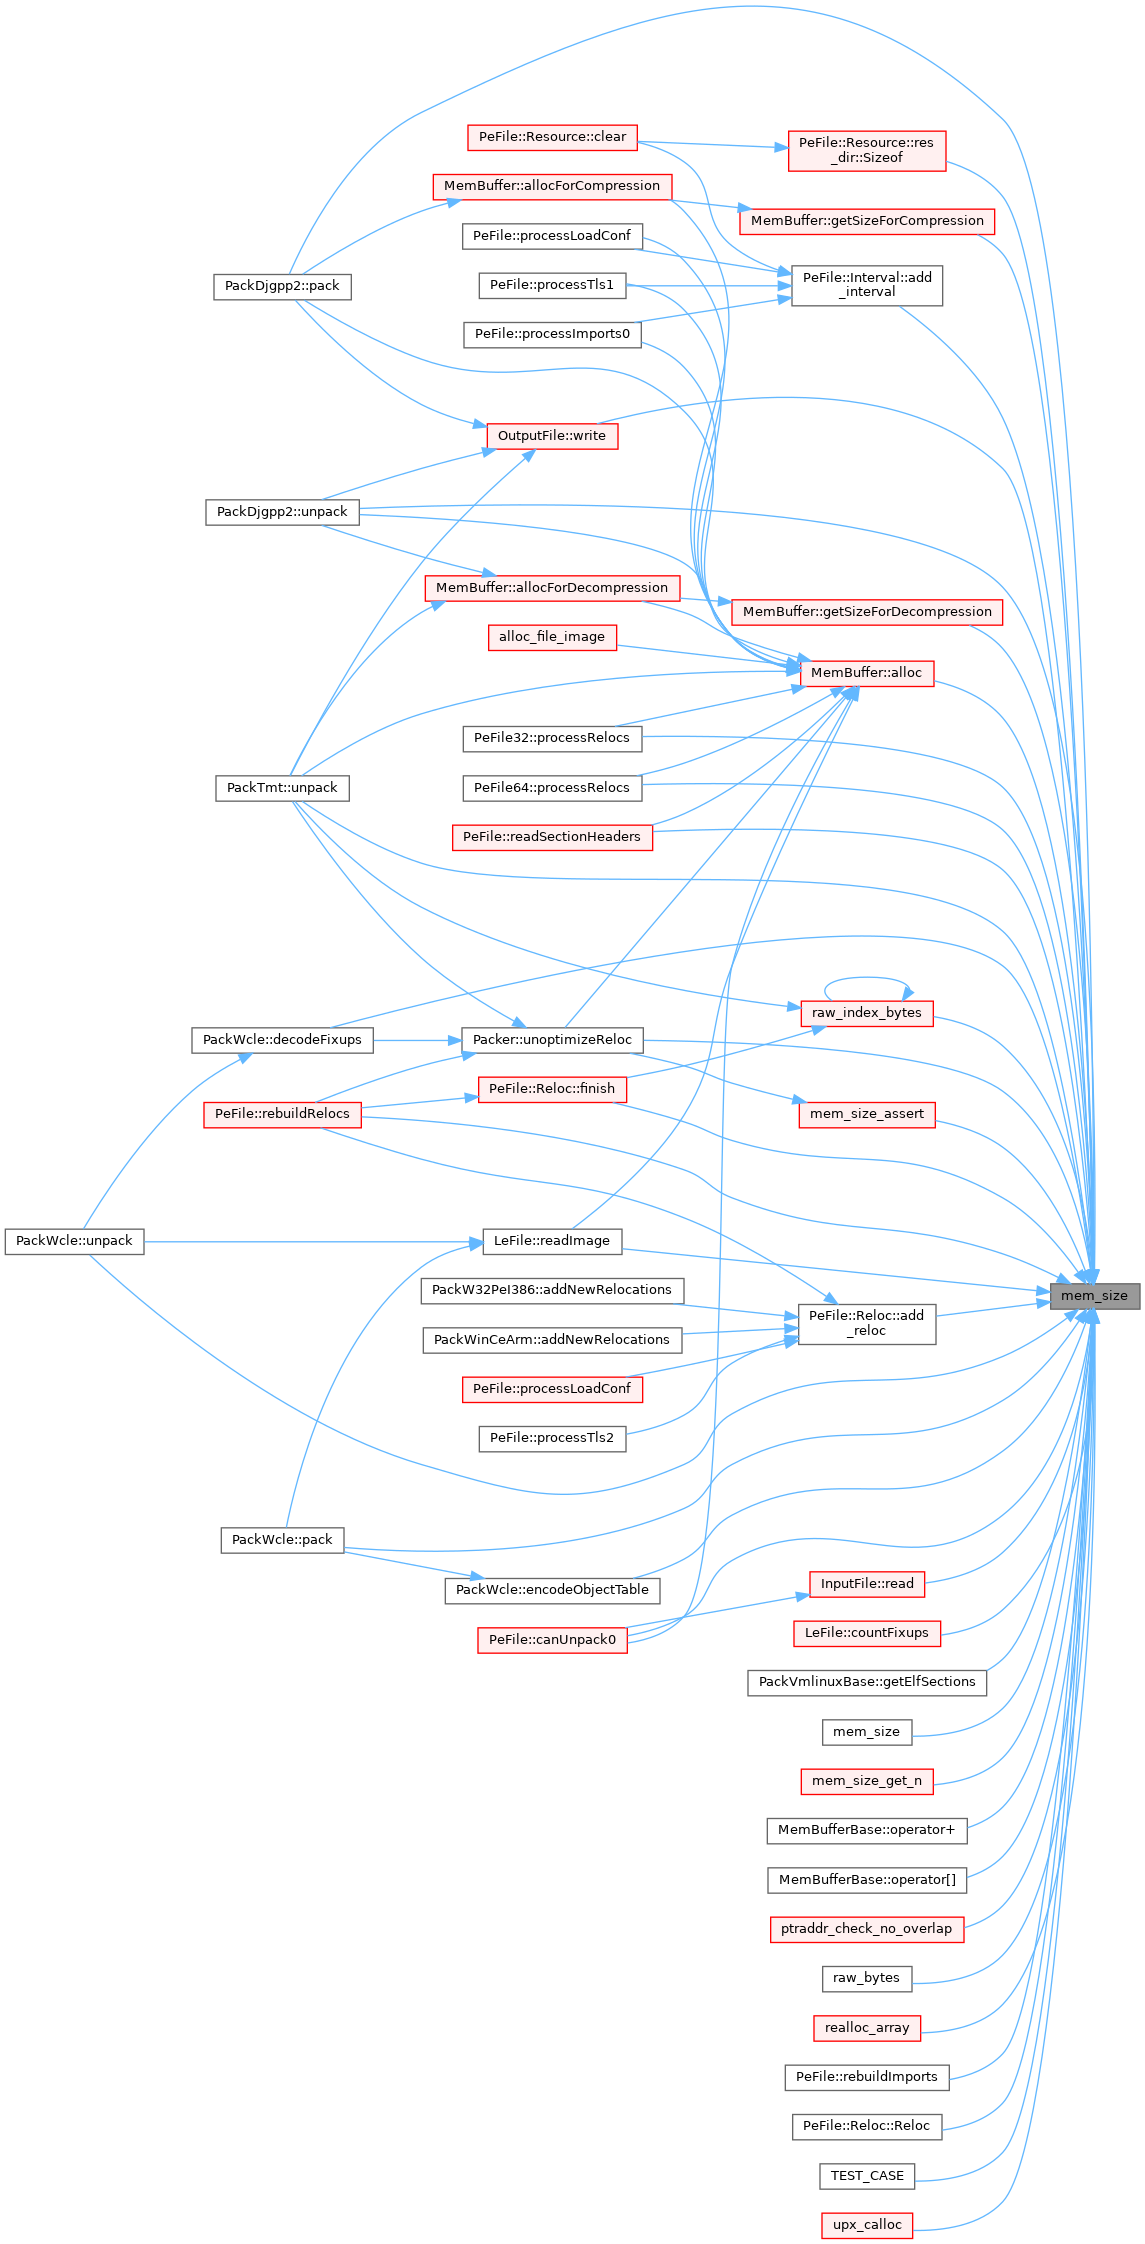 PeFile::Resource::clear
PeFile::Resource::res
_dir::Sizeof
MemBuffer::allocForCompression
MemBuffer::getSizeForCompression
PeFile::processLoadConf
PeFile::Interval::add
_interval
PackDjgpp2::pack
PeFile::processTls1
PeFile::processImports0
OutputFile::write
PackDjgpp2::unpack
MemBuffer::allocForDecompression
MemBuffer::getSizeForDecompression
alloc_file_image
MemBuffer::alloc
PeFile32::processRelocs
PackTmt::unpack
PeFile64::processRelocs
PeFile::readSectionHeaders
raw_index_bytes
PackWcle::decodeFixups
Packer::unoptimizeReloc
PeFile::Reloc::finish
PeFile::rebuildRelocs
mem_size_assert
PackWcle::unpack
LeFile::readImage
PackW32PeI386::addNewRelocations
mem_size
PeFile::Reloc::add
_reloc
PackWinCeArm::addNewRelocations
PeFile::processLoadConf
PeFile::processTls2
PackWcle::pack
PackWcle::encodeObjectTable
InputFile::read
PeFile::canUnpack0
LeFile::countFixups
PackVmlinuxBase::getElfSections
mem_size
mem_size_get_n
MemBufferBase::operator+
MemBufferBase::operator[]
ptraddr_check_no_overlap
raw_bytes
realloc_array
PeFile::rebuildImports
PeFile::Reloc::Reloc
TEST_CASE
upx_calloc